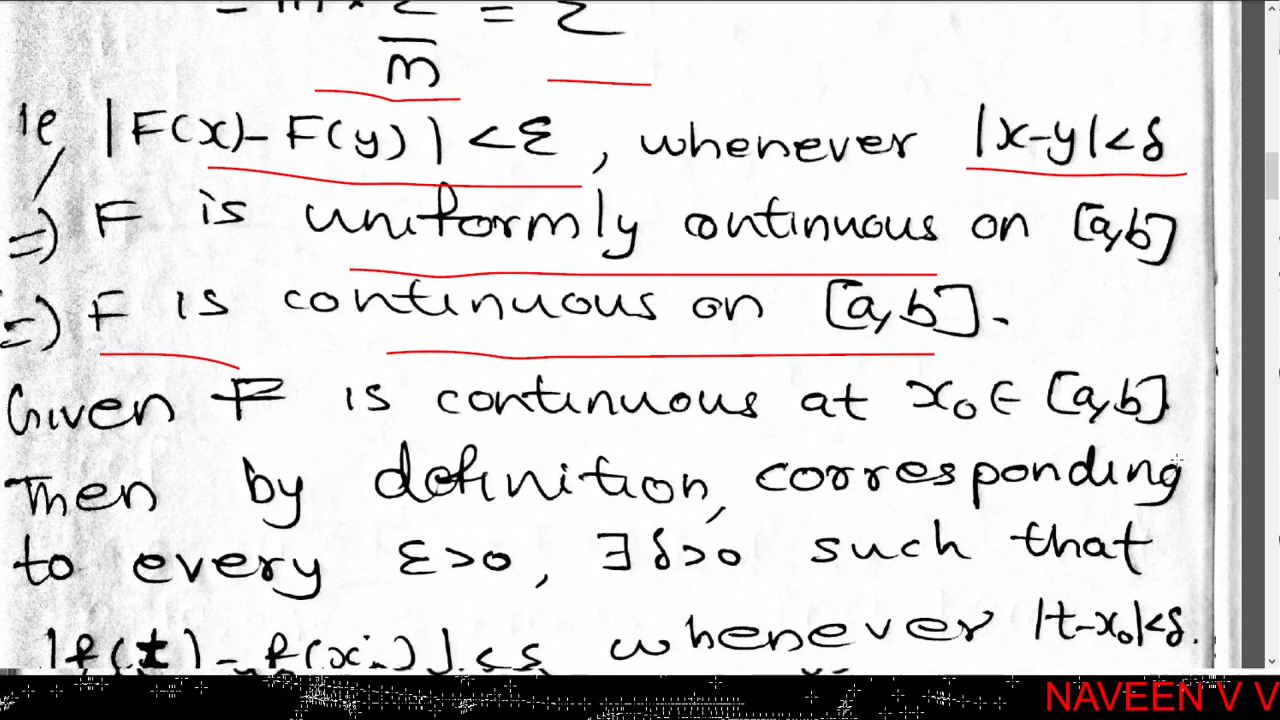 = m × ε/m = ε
ie, |F(x)-F(y)| <ε, whenever |x-y|<δ
=) F is uniformly continuous on [a,b]
=) F is continuous on [a,b].
Given F is continuous at x₀ ∈ [a,b]
Then by definition, corresponding
to every ε>0, ∃ δ>0 such that
|f(t)-f(x₀)|<ε whenever |t-x₀|<δ.
NAVEEN V V